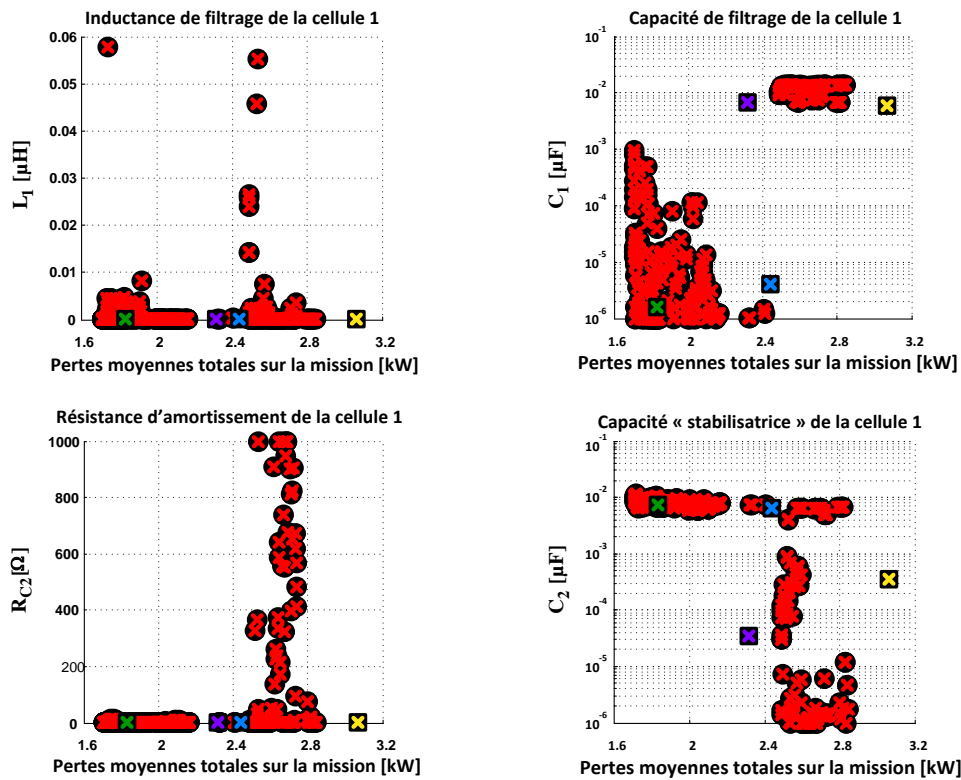 Inductance de filtrage de la cellule 1
0.06
0.05
0.04
0.03
0.02
0.01
0
L1 [µH]
1.6 2 2.4 2.8 3.2
Pertes moyennes totales sur la mission [kW]
Capacité de filtrage de la cellule 1
10-1
10-2
10-3
10-4
10-5
10-6
C1 [µF]
1.6 2 2.4 2.8 3.2
Pertes moyennes totales sur la mission [kW]
Résistance d’amortissement de la cellule 1
1000
800
600
400
200
0
RC2[Ω]
1.6 2 2.4 2.8 3.2
Pertes moyennes totales sur la mission [kW]
Capacité « stabilisatrice » de la cellule 1
10-1
10-2
10-3
10-4
10-5
10-6
C2 [µF]
1.6 2 2.4 2.8 3.2
Pertes moyennes totales sur la mission [kW]